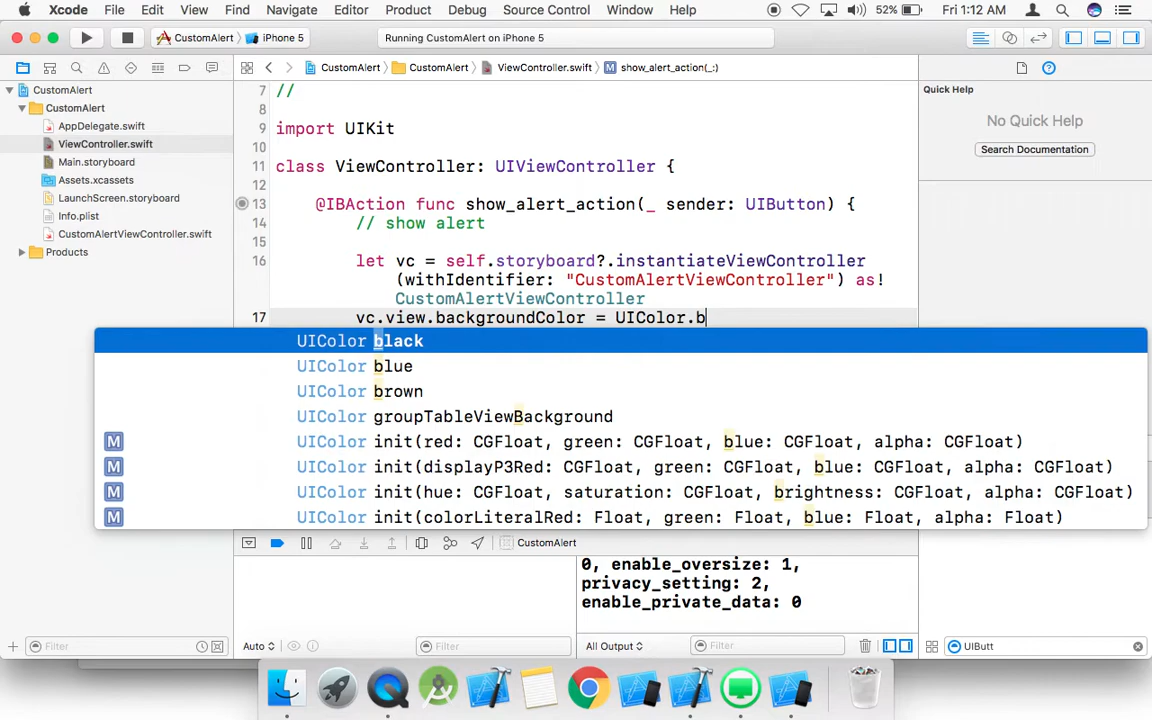 Xcode File Edit View Find Navigate Editor Product Debug Source Control Window Help 52% Fri 1:12 AM
CustomAlert iPhone 5 Running CustomAlert on iPhone 5
CustomAlert CustomAlert ViewController.swift M show_alert_action(_:)
CustomAlert
CustomAlert
AppDelegate.swift
ViewController.swift
Main.storyboard
Assets.xcassets
LaunchScreen.storyboard
Info.plist
CustomAlertViewController.swift
Products
7 //
8
9 import UIKit
10
11 class ViewController: UIViewController {
12
13 @IBAction func show_alert_action(_ sender: UIButton) {
14 // show alert
15
16 let vc = self.storyboard?.instantiateViewController
(withIdentifier: "CustomAlertViewController") as!
CustomAlertViewController
17 vc.view.backgroundColor = UIColor.b
UIColor black
UIColor blue
UIColor brown
UIColor groupTableViewBackground
M UIColor init(red: CGFloat, green: CGFloat, blue: CGFloat, alpha: CGFloat)
M UIColor init(displayP3Red: CGFloat, green: CGFloat, blue: CGFloat, alpha: CGFloat)
M UIColor init(hue: CGFloat, saturation: CGFloat, brightness: CGFloat, alpha: CGFloat)
M UIColor init(colorLiteralRed: Float, green: Float, blue: Float, alpha: Float)
Quick Help
No Quick Help
Search Documentation
CustomAlert
0, enable_oversize: 1,
privacy_setting: 2,
enable_private_data: 0
Filter Auto Filter All Output Filter UIButt